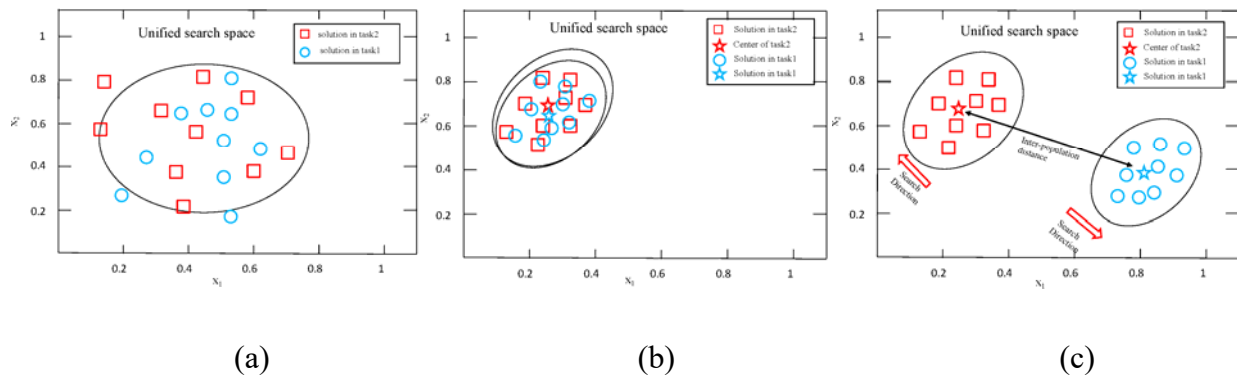 Unified search space
solution in task2
solution in task1
X2
1
0.8
0.6
0.4
0.2
0.2
0.4
0.6
0.8
1
X1
(a)
Unified search space
Solution in task2
Center of task2
Solution in task1
Solution in task1
X2
1
0.8
0.6
0.4
0.2
0.2
0.4
0.6
0.8
1
X1
(b)
Unified search space
Solution in task2
Center of task2
Solution in task1
Solution in task1
X2
1
0.8
0.6
0.4
0.2
Inter-population
distance
Search
Direction
Search
Direction
0.2
0.4
0.6
0.8
1
X1
(c)